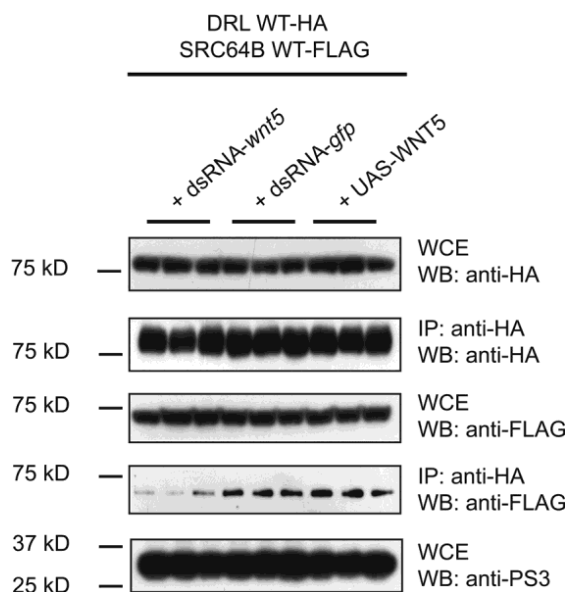 DRL WT-HA
SRC64B WT-FLAG
+ dsRNA-wnt5
+ dsRNA-gfp
+ UAS-WNT5
75 kD
WCE
WB: anti-HA
75 kD
IP: anti-HA
WB: anti-HA
75 kD
WCE
WB: anti-FLAG
75 kD
IP: anti-HA
WB: anti-FLAG
37 kD
25 kD
WCE
WB: anti-PS3